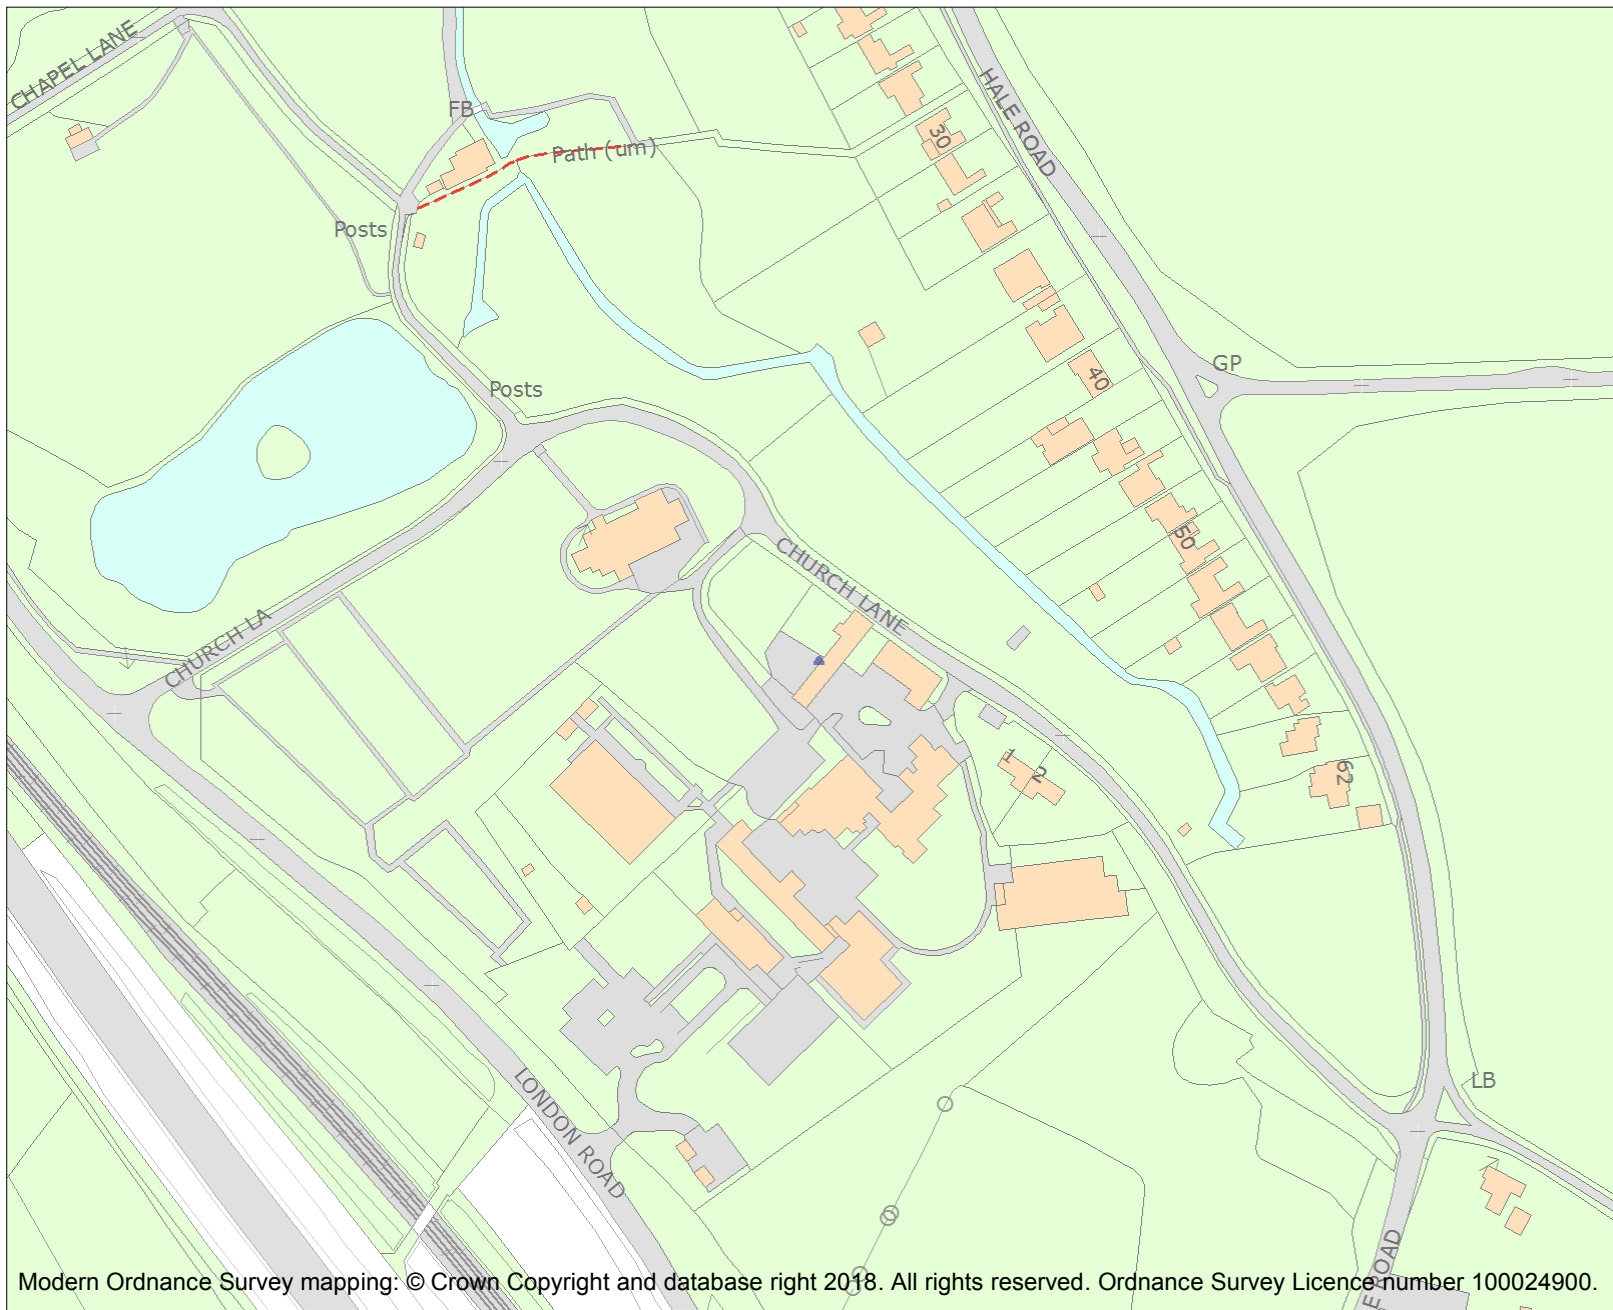 CHAPEL LANE
FB
HALE ROAD
30
Path (um)
Posts
GP
40
Posts
50
CHURCH LANE
CHURCH LA
1
2
62
LB
LONDON ROAD
E ROAD
Modern Ordnance Survey mapping: © Crown Copyright and database right 2018. All rights reserved. Ordnance Survey Licence number 100024900.